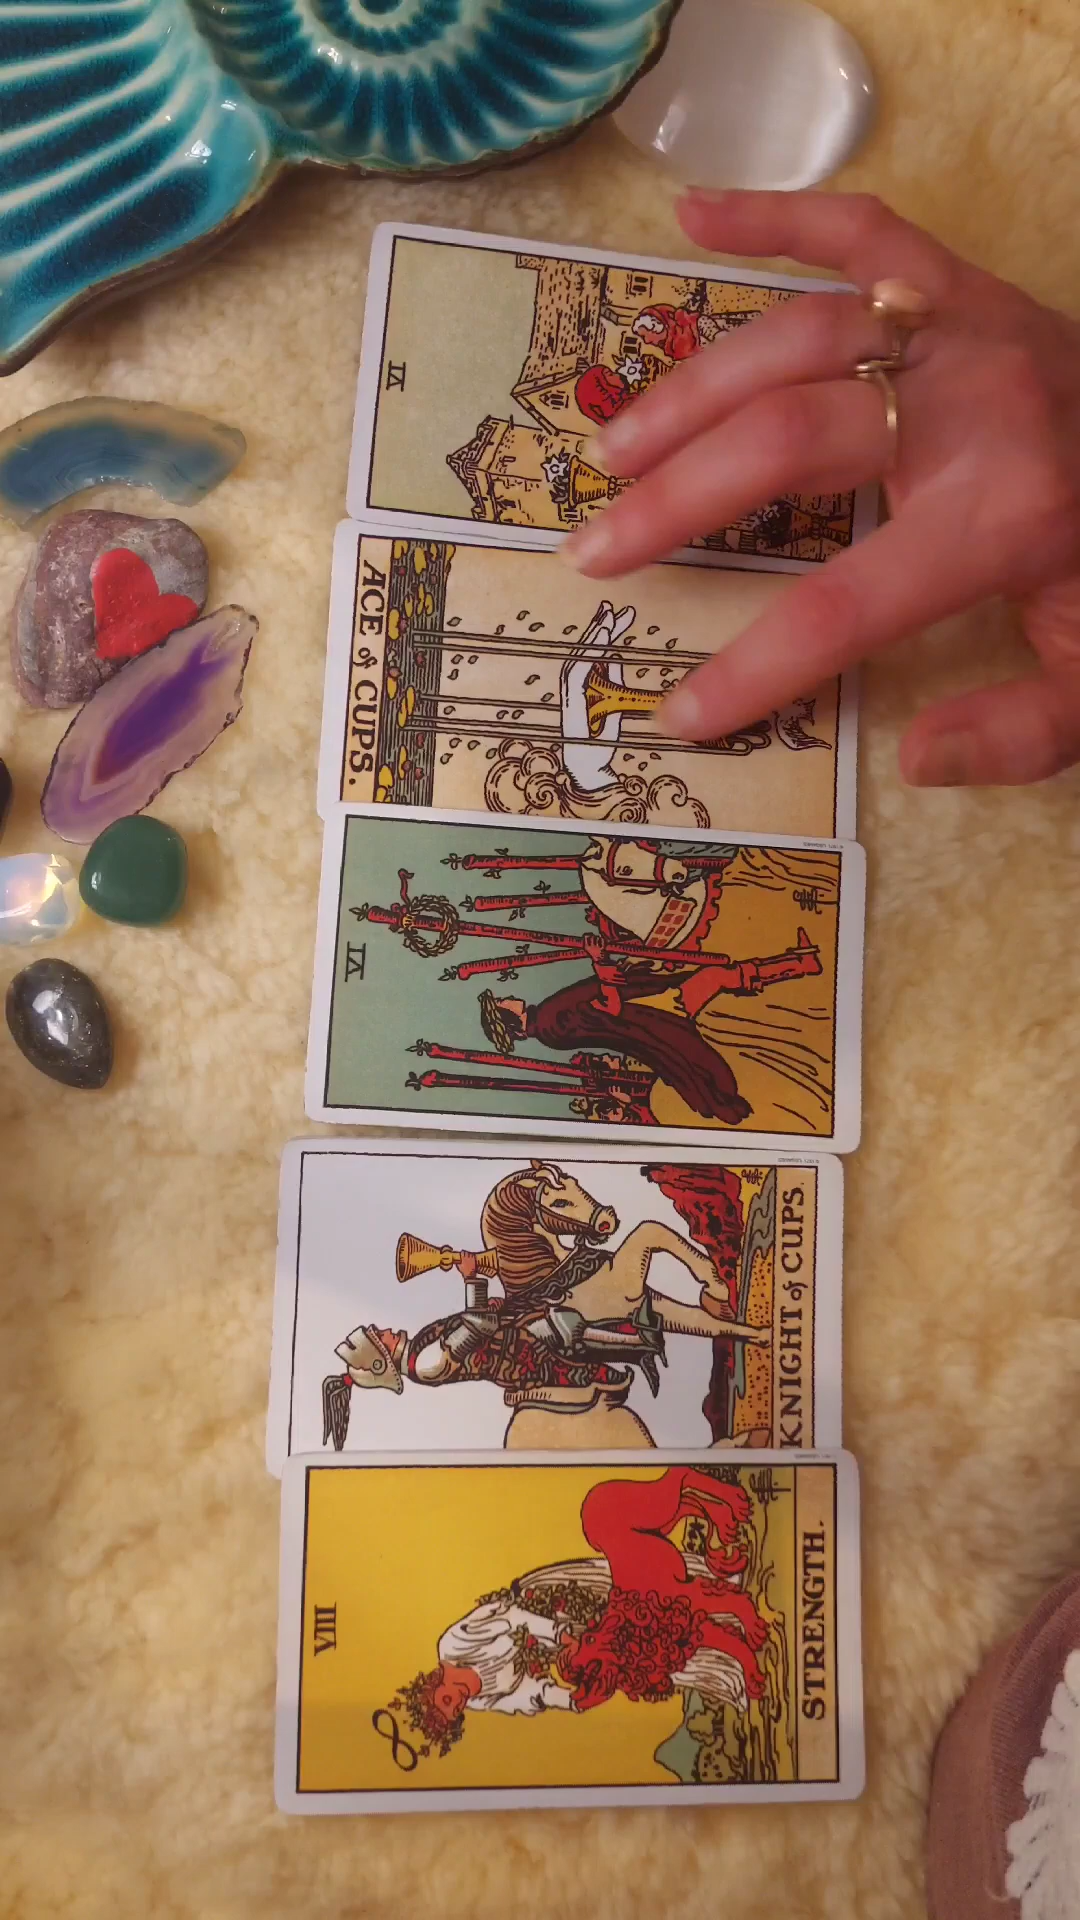 VIII
STRENGTH.
KNIGHT of CUPS.
VI
ACE of CUPS.
VI